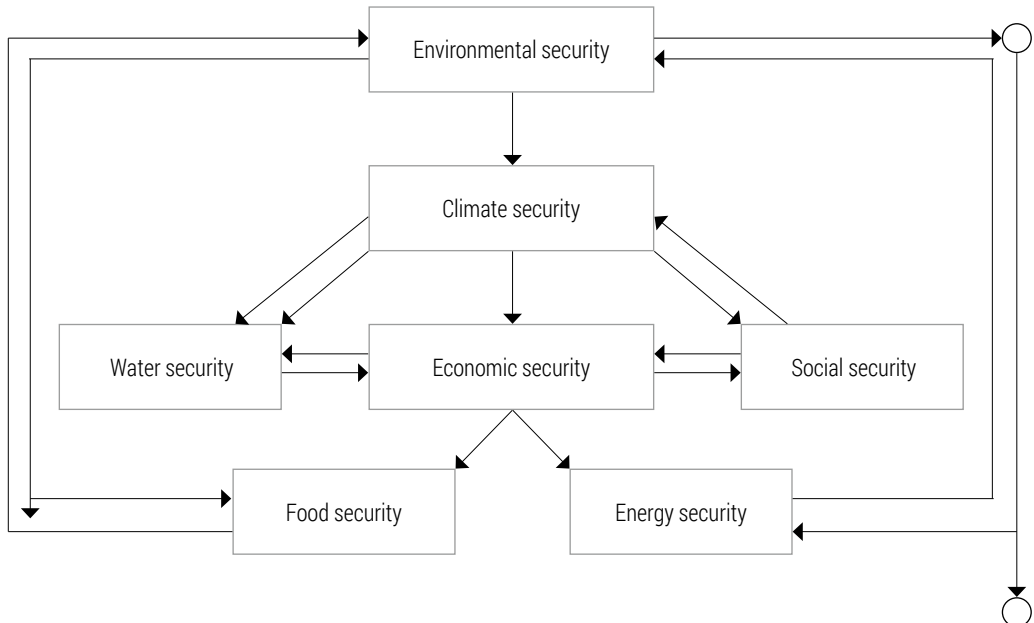 Environmental security
Climate security
Water security
Economic security
Social security
Food security
Energy security